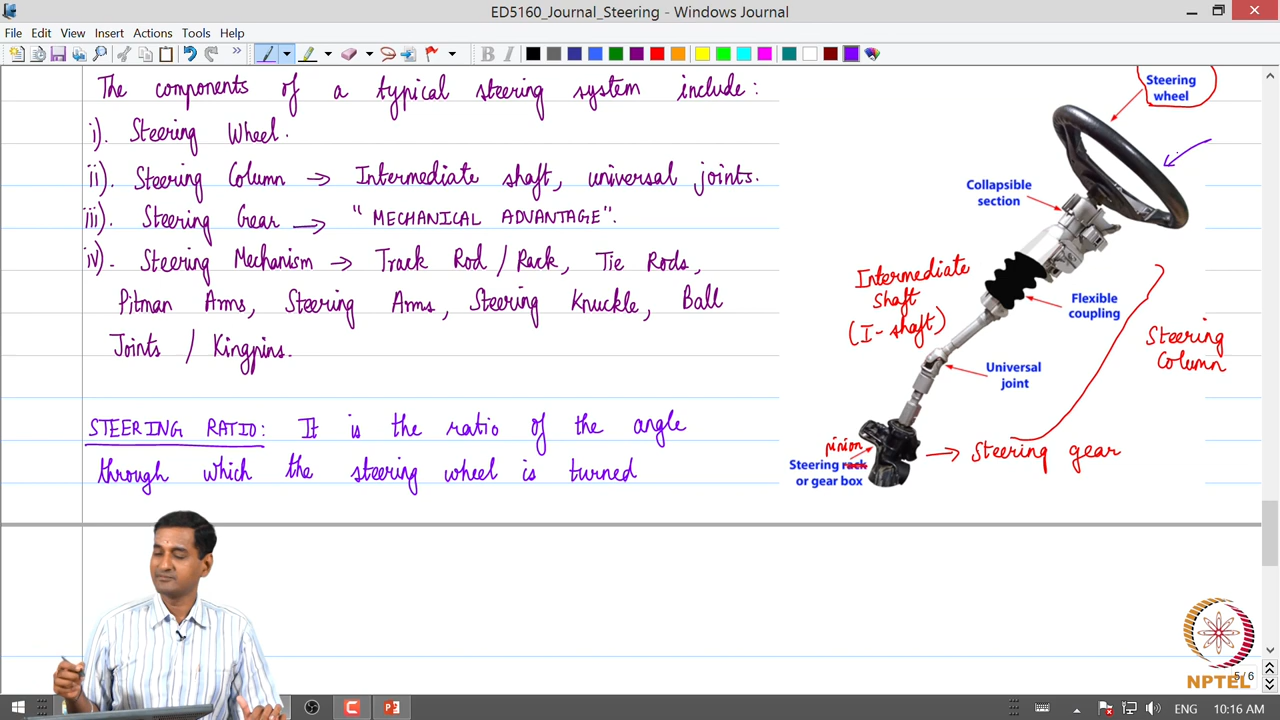 ED5160_Journal_Steering - Windows Journal
File Edit View Insert Actions Tools Help
The components of a typical steering system include:
i). Steering Wheel.
ii). Steering Column → Intermediate shaft, universal joints.
iii). Steering Gear → "MECHANICAL ADVANTAGE".
iv). Steering Mechanism → Track Rod / Rack, Tie Rods,
Pitman Arms, Steering Arms, Steering Knuckle, Ball
Joints / Kingpins.
STEERING RATIO: It is the ratio of the angle
through which the steering wheel is turned
Steering
wheel
Collapsible
section
Intermediate
shaft
(I-shaft)
Flexible
coupling
Steering
Column
Universal
joint
pinion
Steering rack
or gear box
→ Steering gear
5 / 6
NPTEL
ENG 10:16 AM